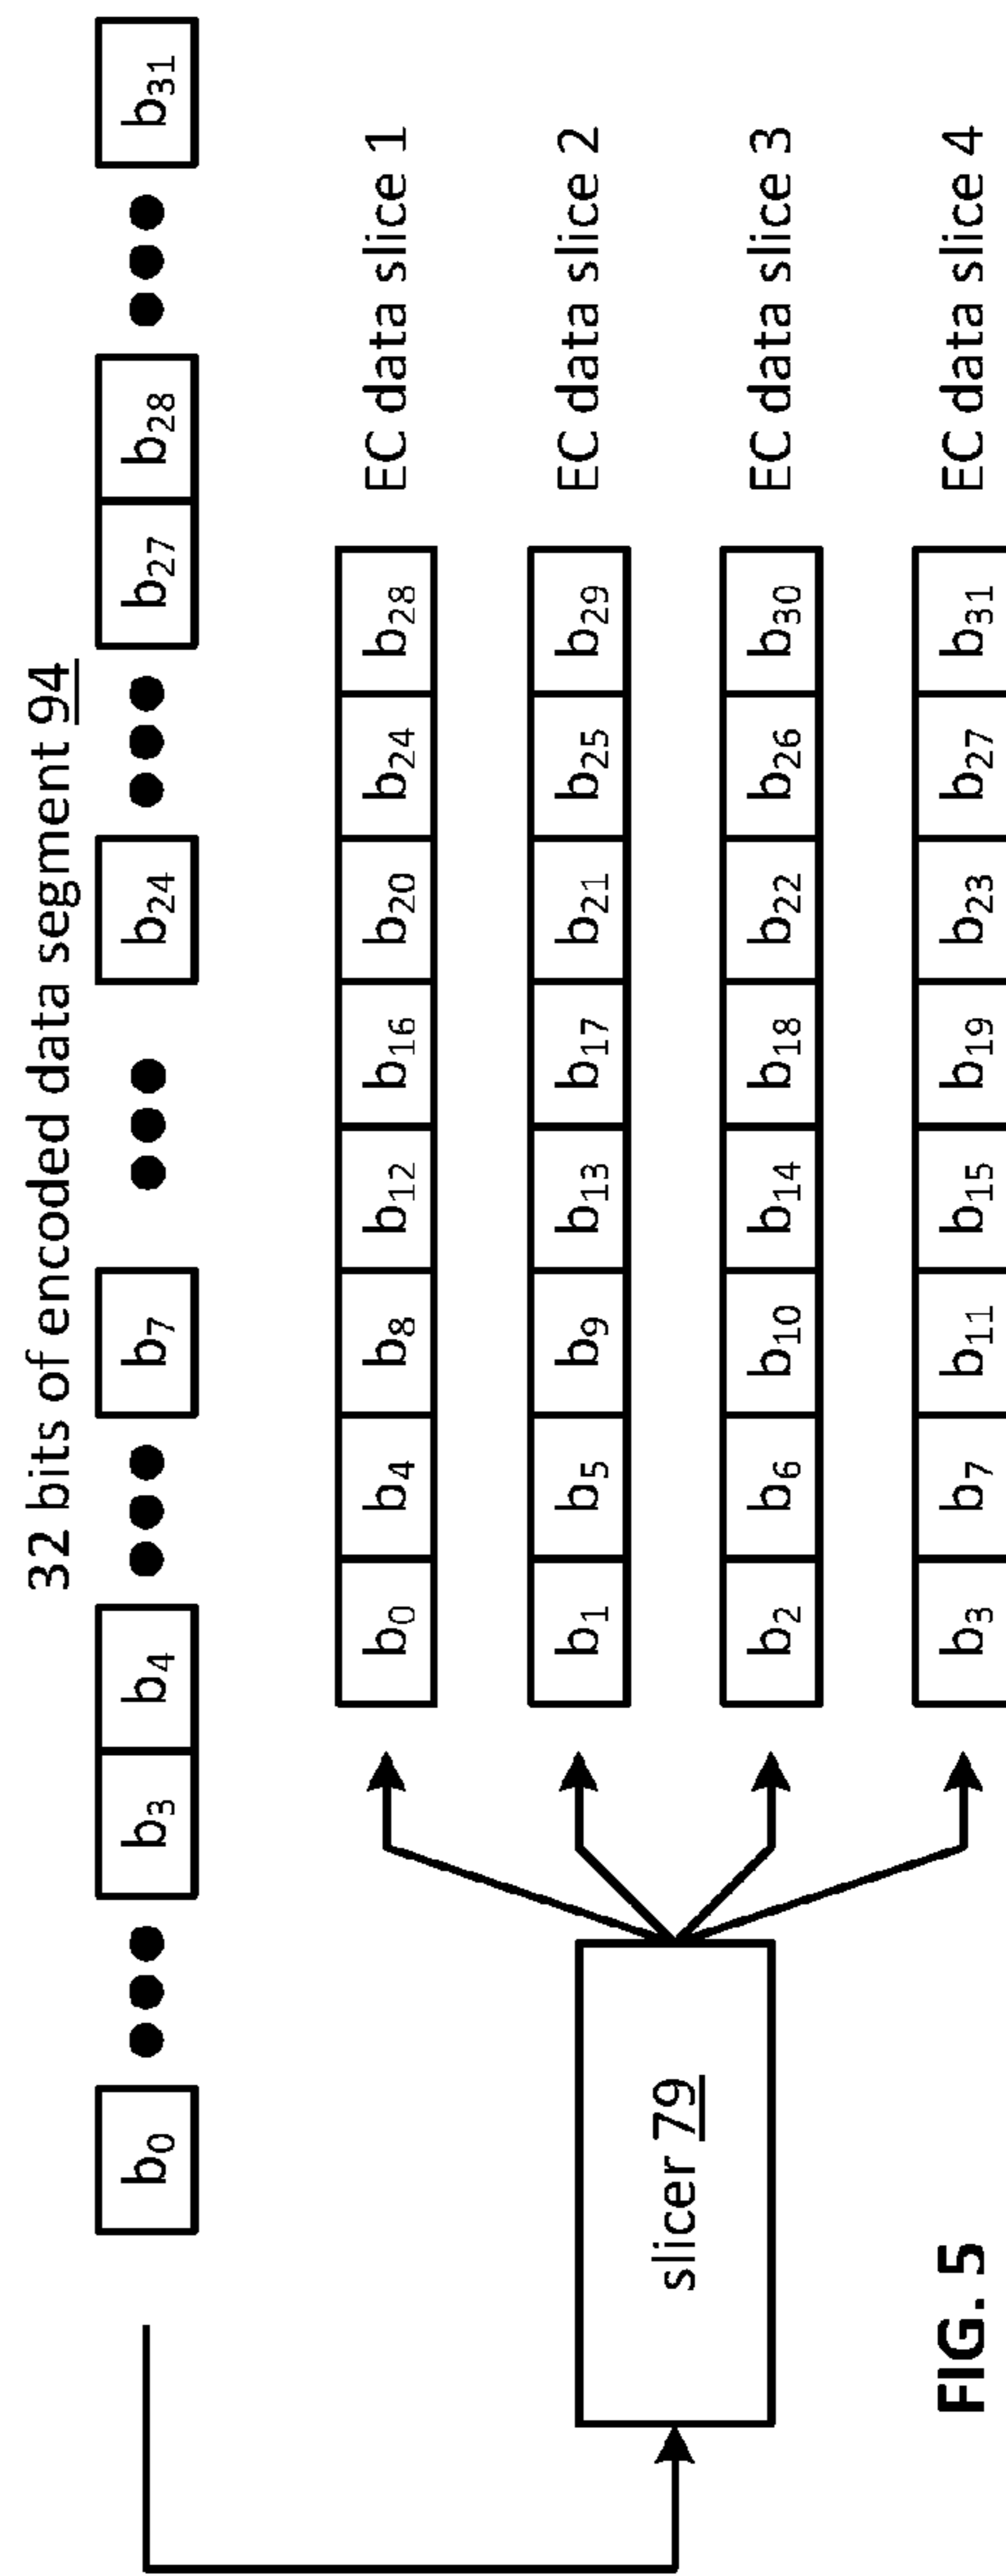 32 bits of encoded data segment 94
b0 ••• b3 b4 ••• b7 ••• b24 ••• b27 b28 ••• b31
b0 b4 b8 b12 b16 b20 b24 b28 EC data slice 1
b1 b5 b9 b13 b17 b21 b25 b29 EC data slice 2
slicer 79
b2 b6 b10 b14 b18 b22 b26 b30 EC data slice 3
b3 b7 b11 b15 b19 b23 b27 b31 EC data slice 4
FIG. 5